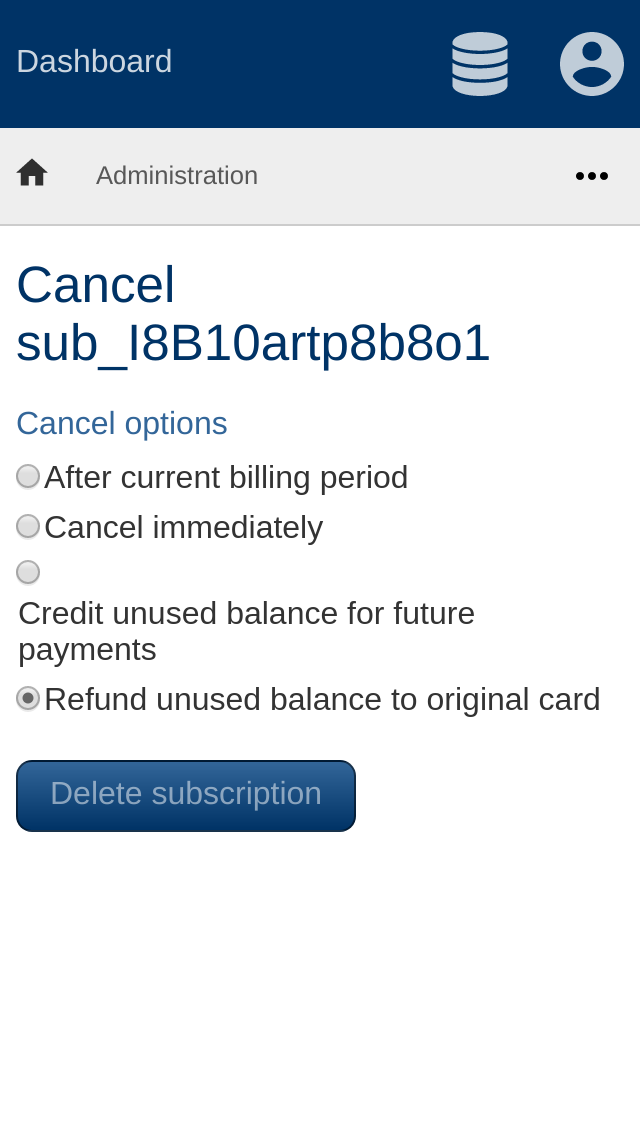 Dashboard
Administration
Cancel
sub_I8B10artp8b8o1
Cancel options
After current billing period
Cancel immediately
Credit unused balance for future
payments
Refund unused balance to original card
Delete subscription